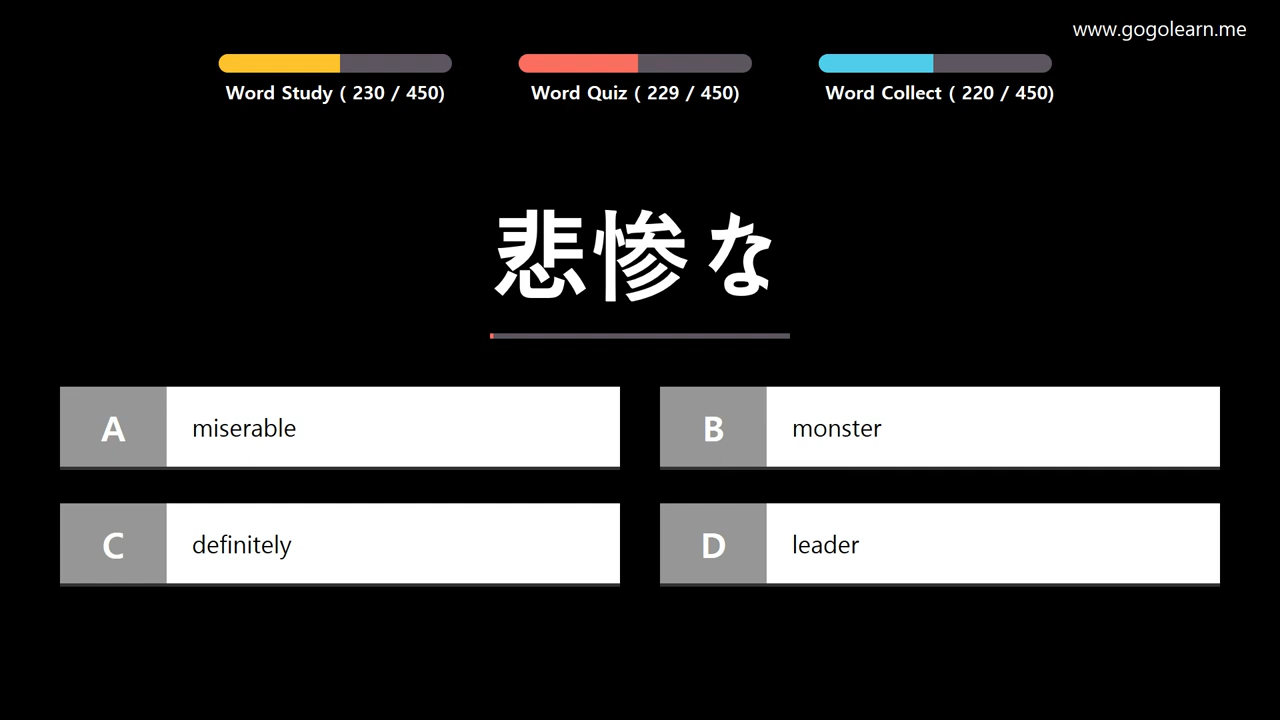 www.gogolearn.me
Word Study ( 230 / 450)
Word Quiz ( 229 / 450)
Word Collect ( 220 / 450)
悲惨な
A miserable
B monster
C definitely
D leader